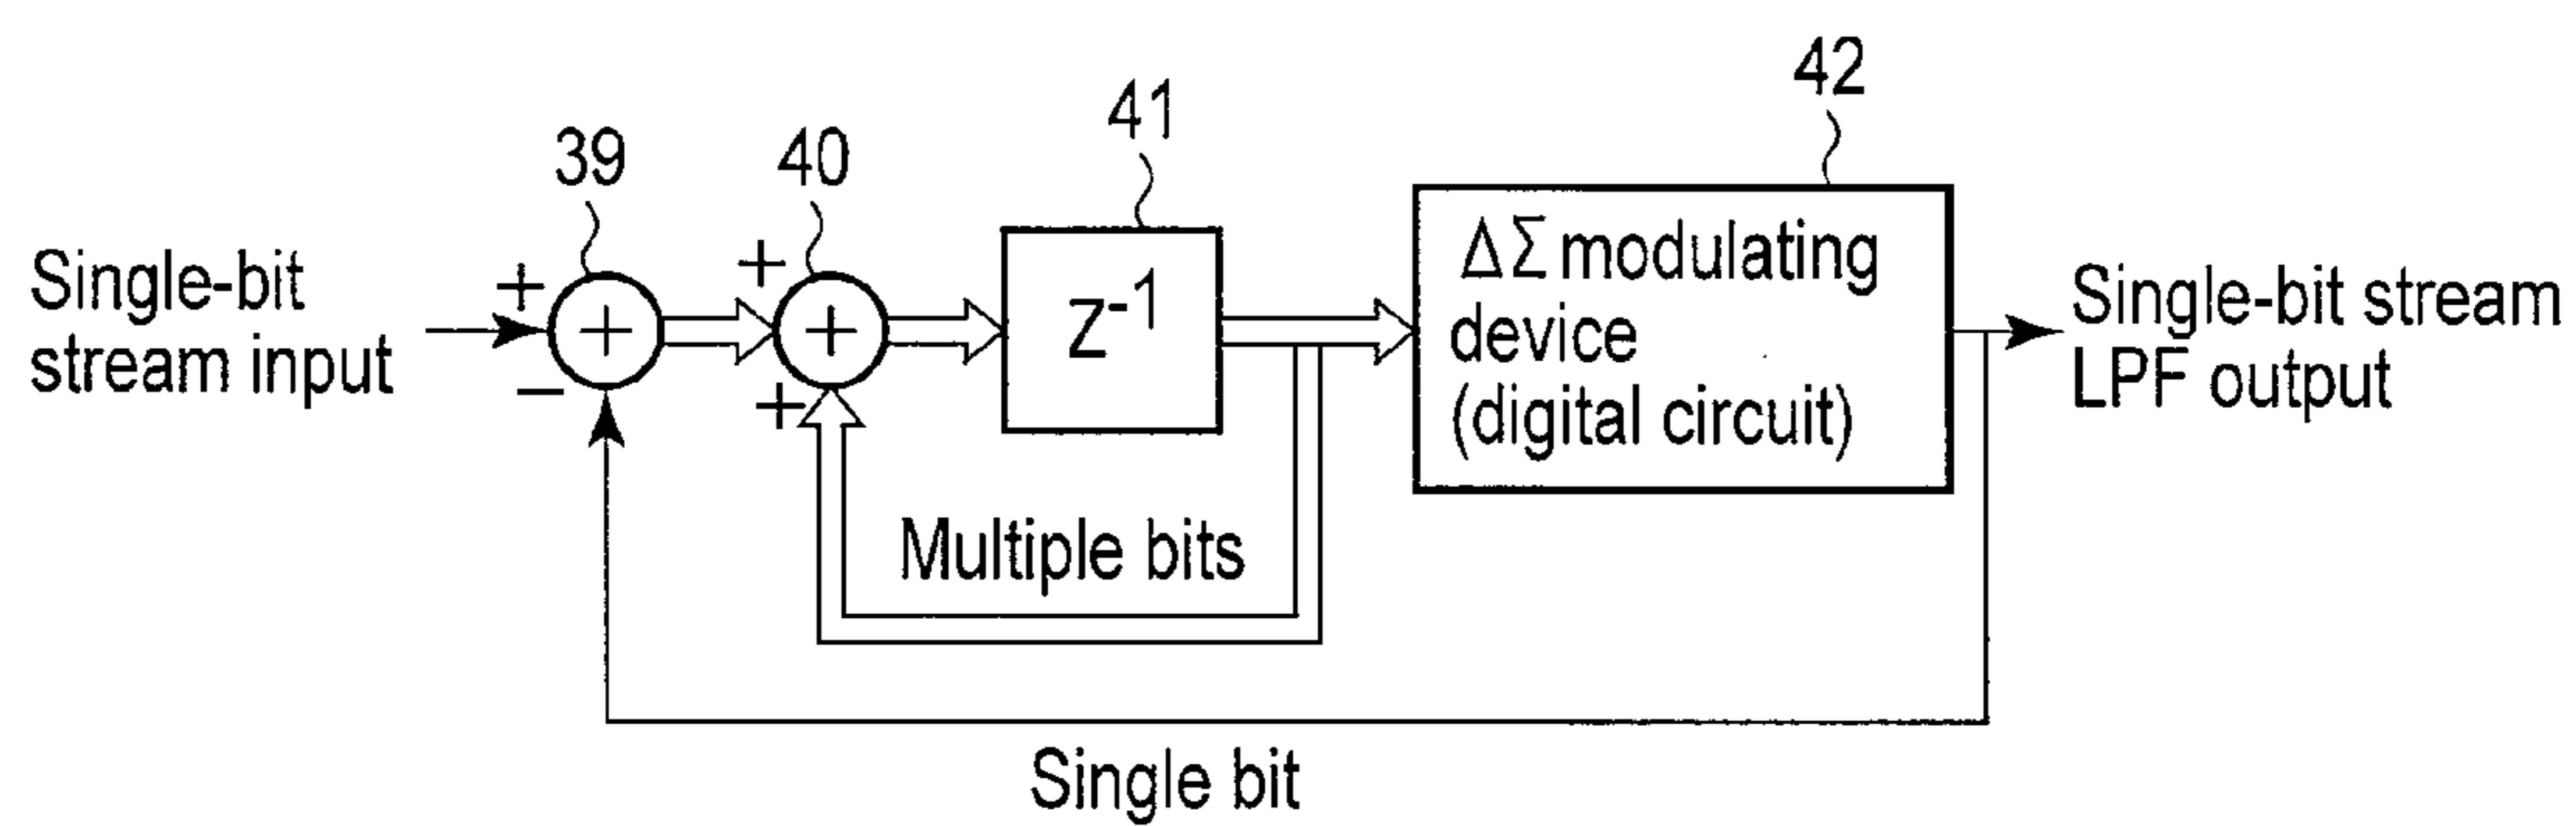 39
40
41
42
Single-bit
stream input
+
−
+
+
+
+
Z-1
ΔΣ modulating
device
(digital circuit)
Single-bit stream
LPF output
Multiple bits
Single bit